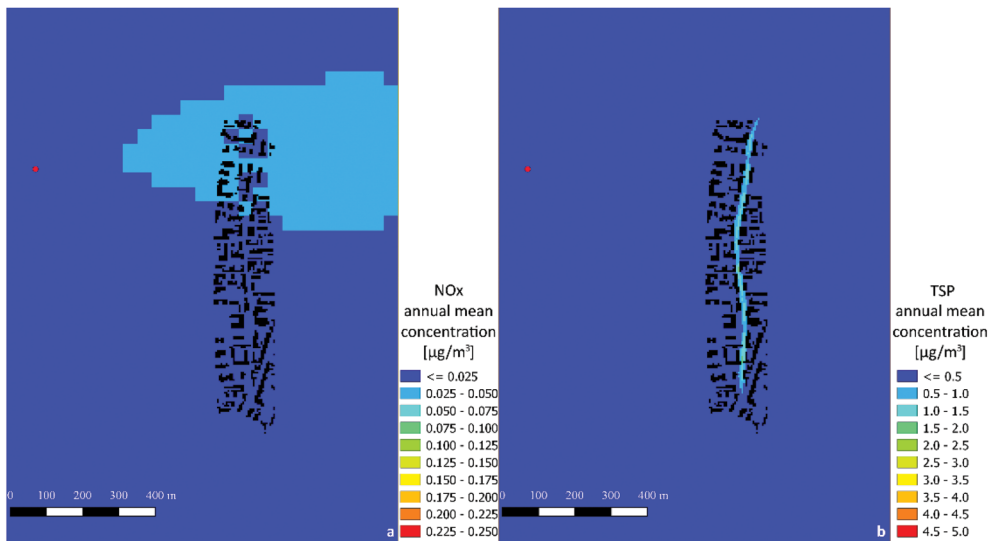 NOx
annual mean
concentration
[µg/m³]
<= 0.025
0.025 - 0.050
0.050 - 0.075
0.075 - 0.100
0.100 - 0.125
0.125 - 0.150
0.150 - 0.175
0.175 - 0.200
0.200 - 0.225
0.225 - 0.250
0 100 200 300 400 m
a
TSP
annual mean
concentration
[µg/m³]
<= 0.5
0.5 - 1.0
1.0 - 1.5
1.5 - 2.0
2.0 - 2.5
2.5 - 3.0
3.0 - 3.5
3.5 - 4.0
4.0 - 4.5
4.5 - 5.0
0 100 200 300 400 m
b